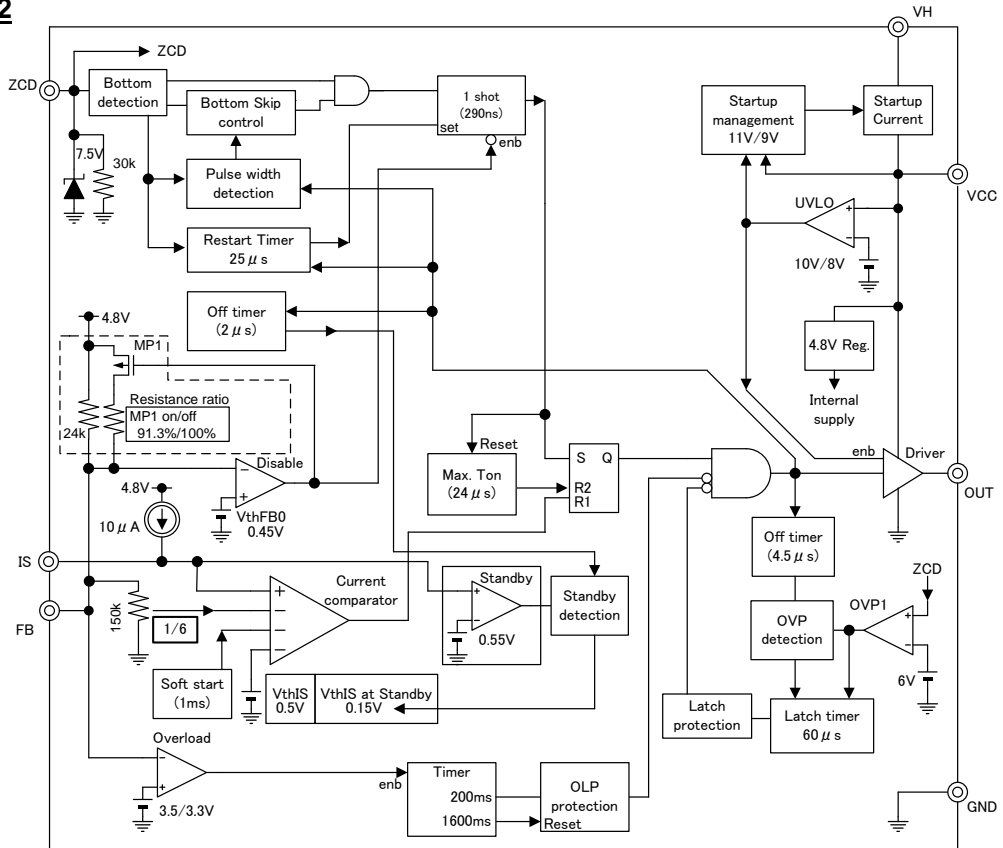 2
VH
ZCD
ZCD
Bottom
detection
Bottom Skip
control
1 shot
(290ns)
set
enb
Startup
management
11V/9V
Startup
Current
7.5V
30k
Pulse width
detection
VCC
UVLO
+
−
10V/8V
Restart Timer
25μs
Off timer
(2μs)
4.8V
MP1
4.8V Reg.
Internal
supply
Resistance ratio
MP1 on/off
91.3%/100%
24k
Reset
Max. Ton
(24μs)
S Q
R2
R1
enb
Driver
OUT
Disable
−
+
VthFB0
0.45V
4.8V
10μA
IS
FB
150k
1/6
+
−
−
−
Current
comparator
Standby
+
−
0.55V
Standby
detection
Off timer
(4.5μs)
ZCD
OVP
detection
OVP1
+
−
6V
Soft start
(1ms)
VthIS
0.5V
VthIS at Standby
0.15V
Latch
protection
Latch timer
60μs
Overload
−
+
3.5/3.3V
enb
Timer
200ms
1600ms
OLP
protection
Reset
GND